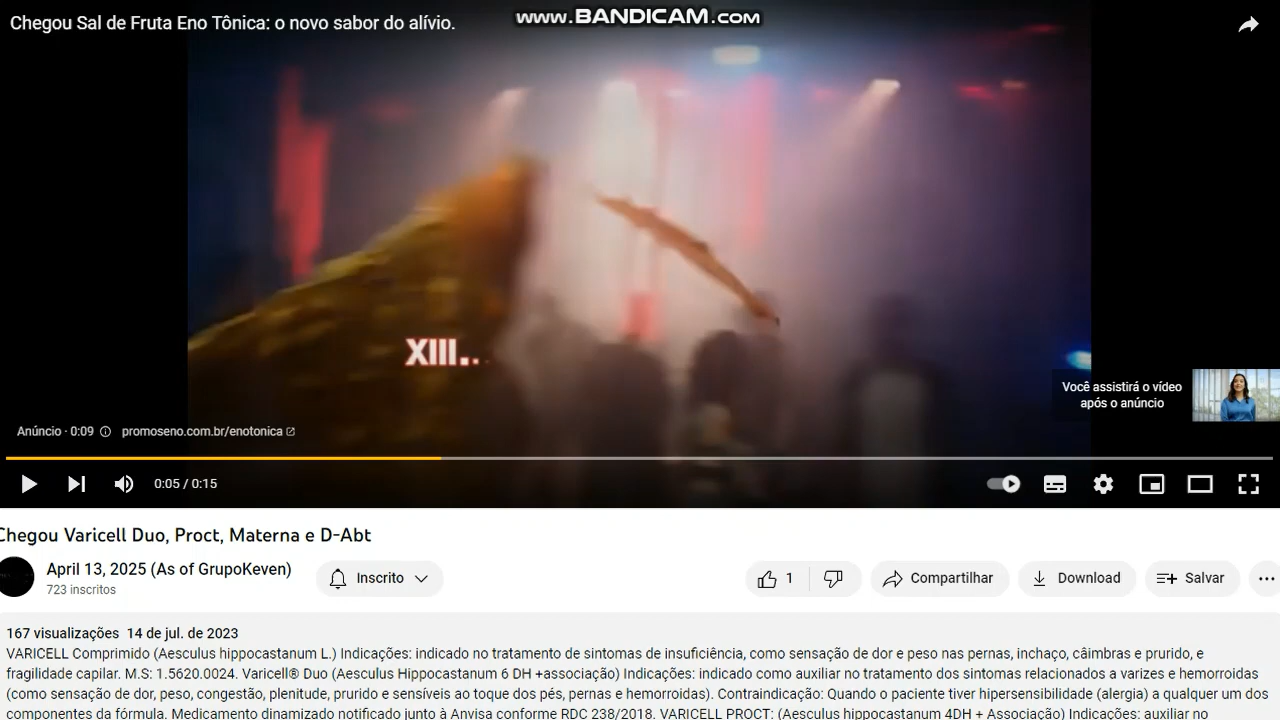 www.BANDICAM.com
Chegou Sal de Fruta Eno Tônica: o novo sabor do alívio.
XIII..
Você assistirá o vídeo
após o anúncio
Anúncio · 0:09
promoseno.com.br/enotonica
0:05 / 0:15
Chegou Varicell Duo, Proct, Materna e D-Abt
April 13, 2025 (As of GrupoKeven)
723 inscritos
Inscrito
1
Compartilhar
Download
Salvar
167 visualizações 14 de jul. de 2023
VARICELL Comprimido (Aesculus hippocastanum L.) Indicações: indicado no tratamento de sintomas de insuficiência, como sensação de dor e peso nas pernas, inchaço, câimbras e prurido, e
fragilidade capilar. M.S: 1.5620.0024. Varicell® Duo (Aesculus Hippocastanum 6 DH +associação) Indicações: indicado como auxiliar no tratamento dos sintomas relacionados a varizes e hemorroidas
(como sensação de dor, peso, congestão, plenitude, prurido e sensíveis ao toque dos pés, pernas e hemorroidas). Contraindicação: Quando o paciente tiver hipersensibilidade (alergia) a qualquer um dos
componentes da fórmula. Medicamento dinamizado notificado junto à Anvisa conforme RDC 238/2018. VARICELL PROCT: (Aesculus hippocastanum 4DH + Associação) Indicações: auxiliar no